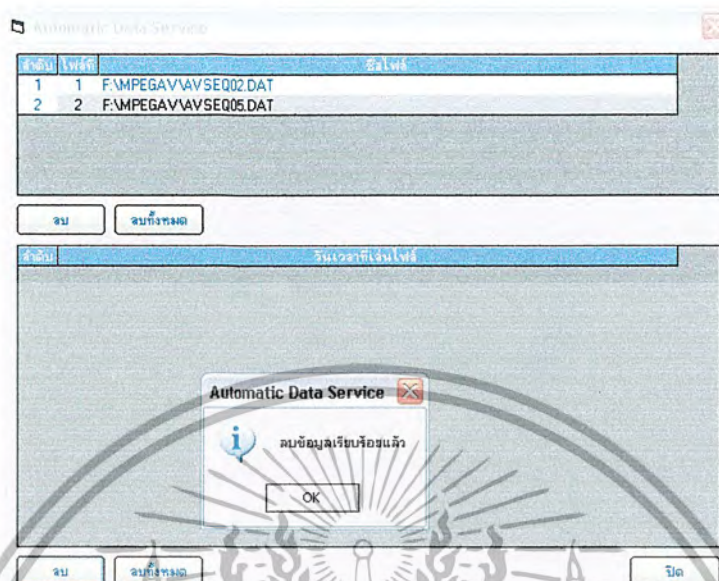 Automatic Data Service
ลำดับ ไฟล์ที่ ชื่อไฟล์
1 1 F:\MPEGAV\AVSEQ02.DAT
2 2 F:\MPEGAV\AVSEQ05.DAT
ลบ ลบทั้งหมด
ลำดับ วันเวลาที่เล่นไฟล์
Automatic Data Service
ลบข้อมูลเรียบร้อยแล้ว
OK
ลบ ลบทั้งหมด ปิด